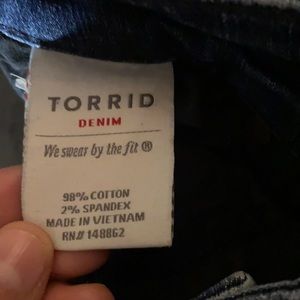 TORRID
DENIM
We swear by the fit ®
98% COTTON
2% SPANDEX
MADE IN VIETNAM
RN# 148862